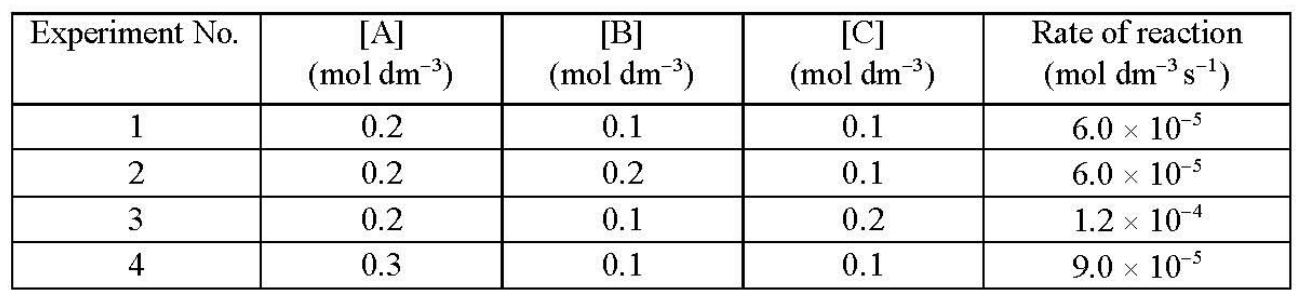 Experiment No. [A] [B] [C] Rate of reaction
(mol dm⁻³) (mol dm⁻³) (mol dm⁻³) (mol dm⁻³ s⁻¹)
1 0.2 0.1 0.1 6.0 × 10⁻⁵
2 0.2 0.2 0.1 6.0 × 10⁻⁵
3 0.2 0.1 0.2 1.2 × 10⁻⁴
4 0.3 0.1 0.1 9.0 × 10⁻⁵